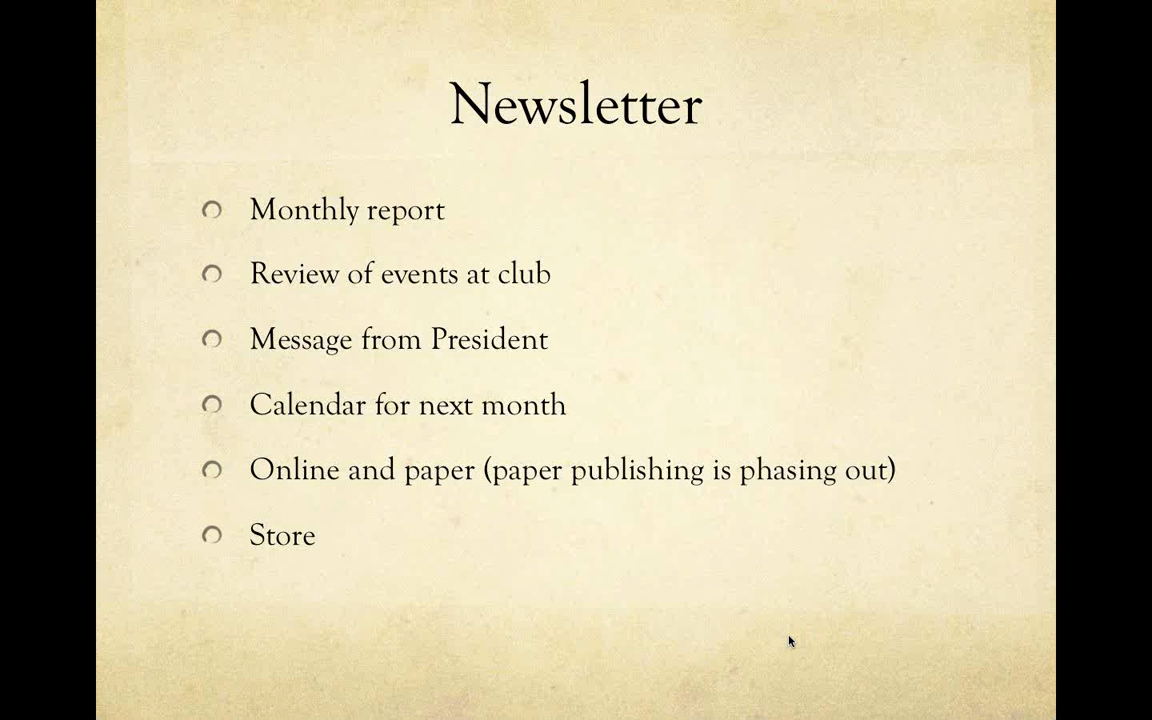 Newsletter
Monthly report
Review of events at club
Message from President
Calendar for next month
Online and paper (paper publishing is phasing out)
Store